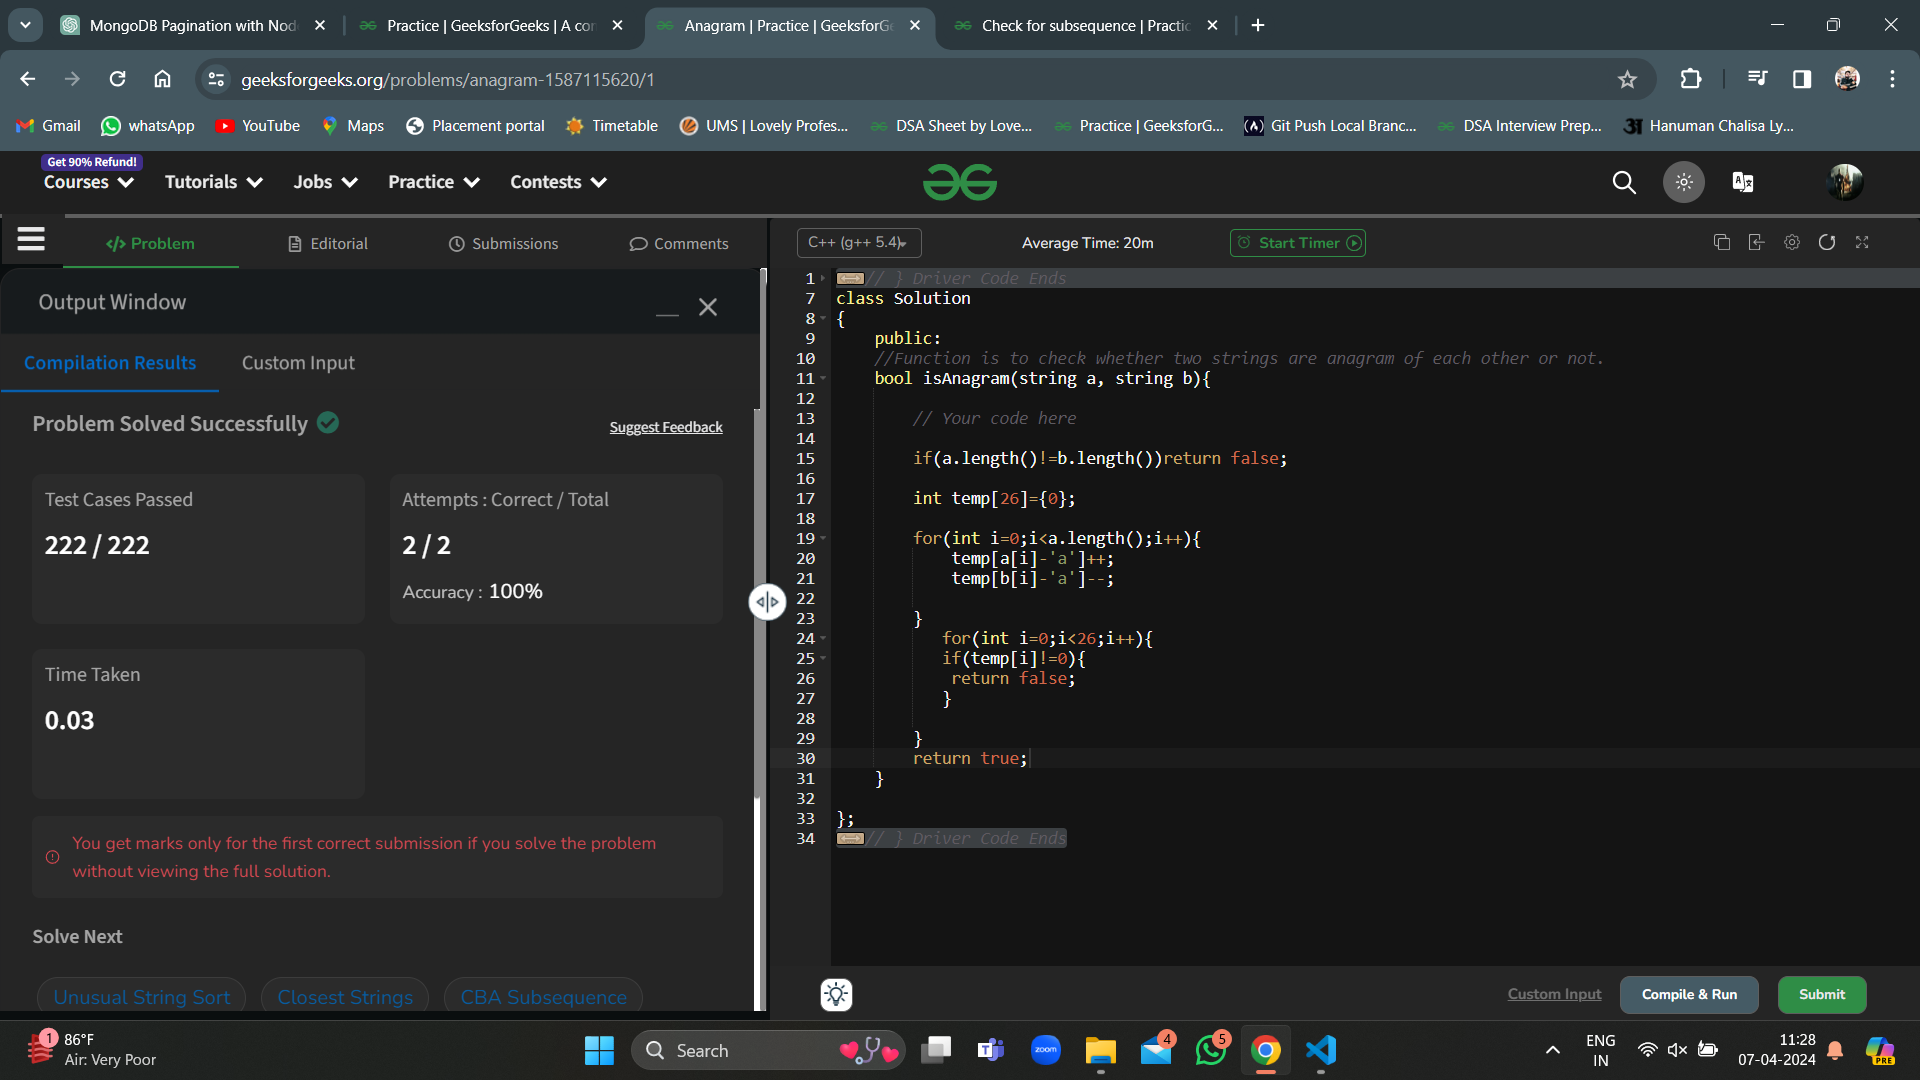 MongoDB Pagination with Nod
Practice | GeeksforGeeks | A co
Anagram | Practice | GeeksforGe
Check for subsequence | Practic
geeksforgeeks.org/problems/anagram-1587115620/1
Gmail
whatsApp
YouTube
Maps
Placement portal
Timetable
UMS | Lovely Profes...
DSA Sheet by Love...
Practice | GeeksforG...
Git Push Local Branc...
DSA Interview Prep...
Hanuman Chalisa Ly...
Get 90% Refund!
Courses
Tutorials
Jobs
Practice
Contests
</> Problem
Editorial
Submissions
Comments
C++ (g++ 5.4)
Average Time: 20m
Start Timer
Output Window
Compilation Results
Custom Input
Problem Solved Successfully
Suggest Feedback
Test Cases Passed
222 / 222
Attempts : Correct / Total
2 / 2
Accuracy : 100%
Time Taken
0.03
You get marks only for the first correct submission if you solve the problem
without viewing the full solution.
Solve Next
Unusual String Sort
Closest Strings
CBA Subsequence
1 // } Driver Code Ends
7 class Solution
8 {
9 public:
10 //Function is to check whether two strings are anagram of each other or not.
11 bool isAnagram(string a, string b){
12
13 // Your code here
14
15 if(a.length()!=b.length())return false;
16
17 int temp[26]={0};
18
19 for(int i=0;i<a.length();i++){
20 temp[a[i]-'a']++;
21 temp[b[i]-'a']--;
22
23 }
24 for(int i=0;i<26;i++){
25 if(temp[i]!=0){
26 return false;
27 }
28
29 }
30 return true;
31 }
32
33 };
34 // } Driver Code Ends
Custom Input
Compile & Run
Submit
1
86°F
Air: Very Poor
Search
zoom
4
5
ENG
IN
11:28
07-04-2024
PRE